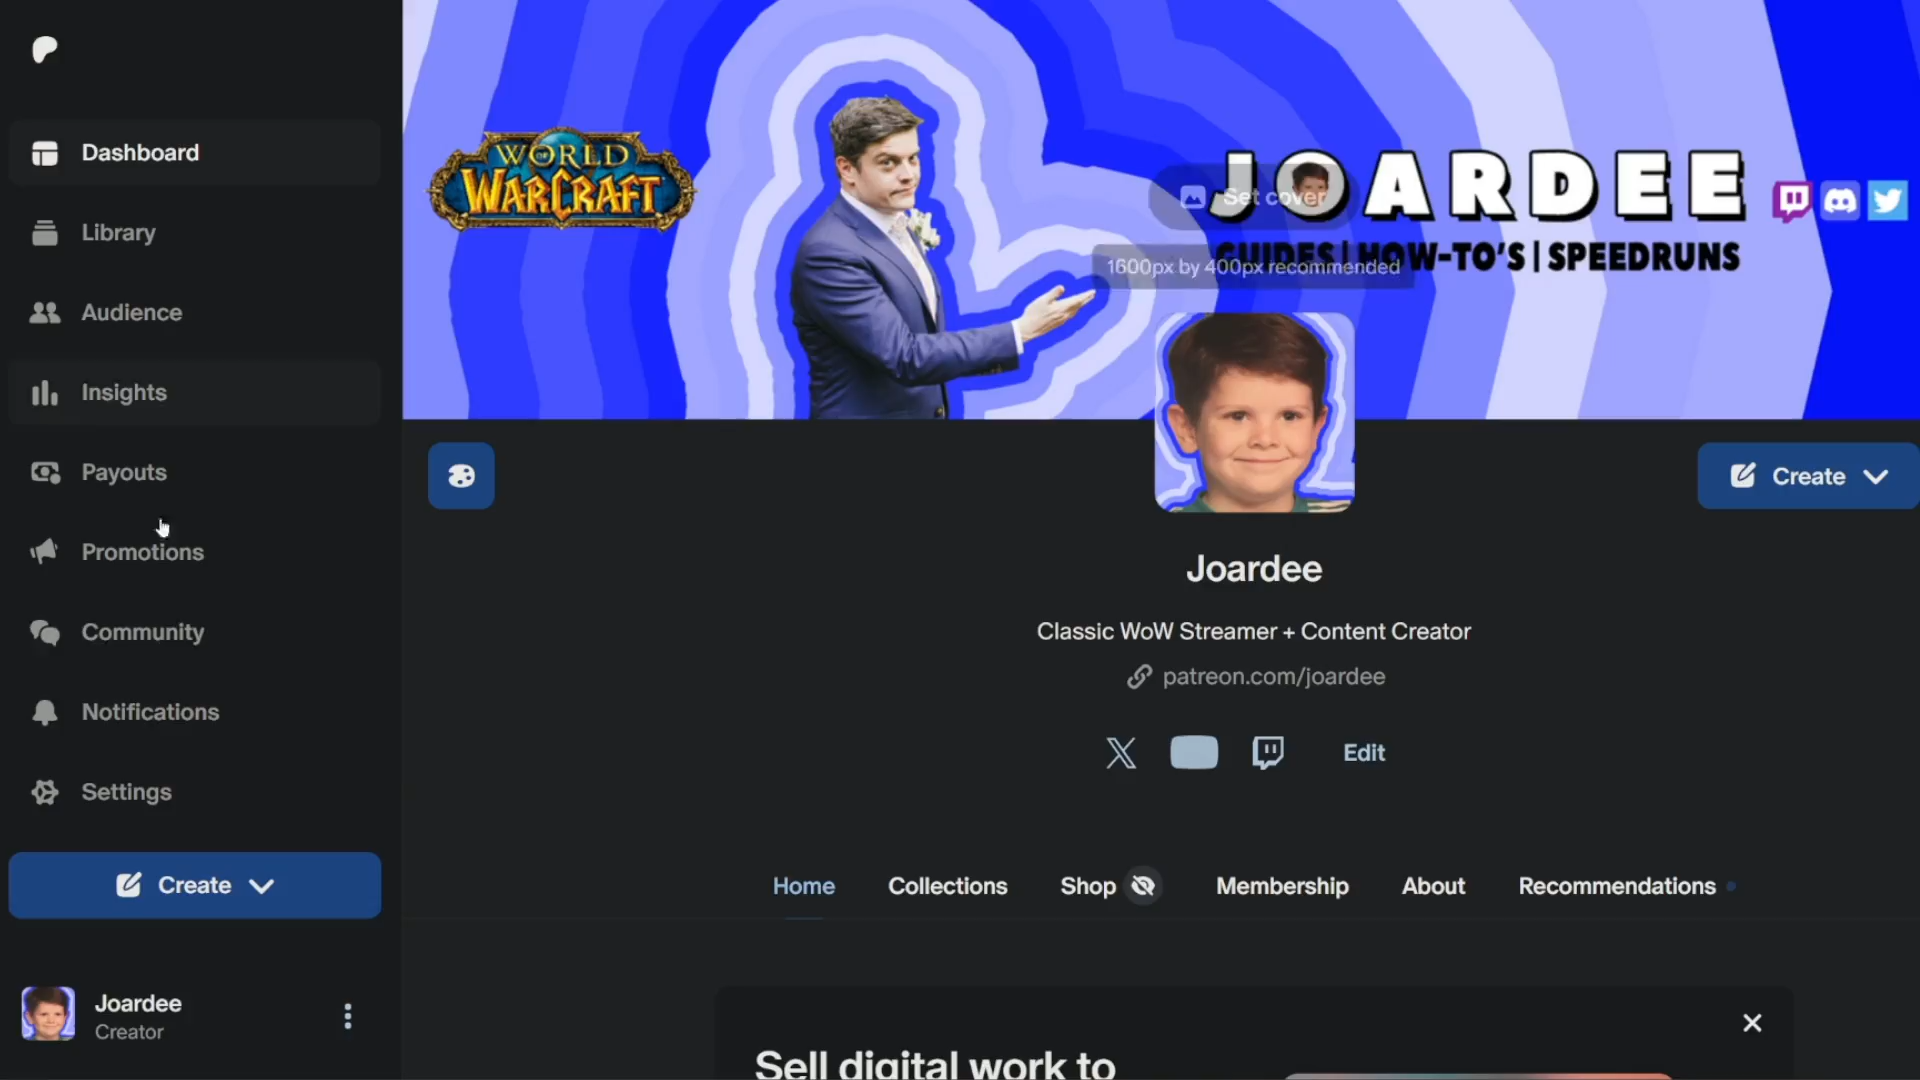 Dashboard
Library
Audience
Insights
Payouts
Promotions
Community
Notifications
Settings
Create
Joardee
Creator
WORLD OF
WARCRAFT
JOARDEE
Set cover
GUIDES | HOW-TO'S | SPEEDRUNS
1600px by 400px recommended
Create
Joardee
Classic WoW Streamer + Content Creator
patreon.com/joardee
Edit
Home Collections Shop Membership About Recommendations
Sell digital work to